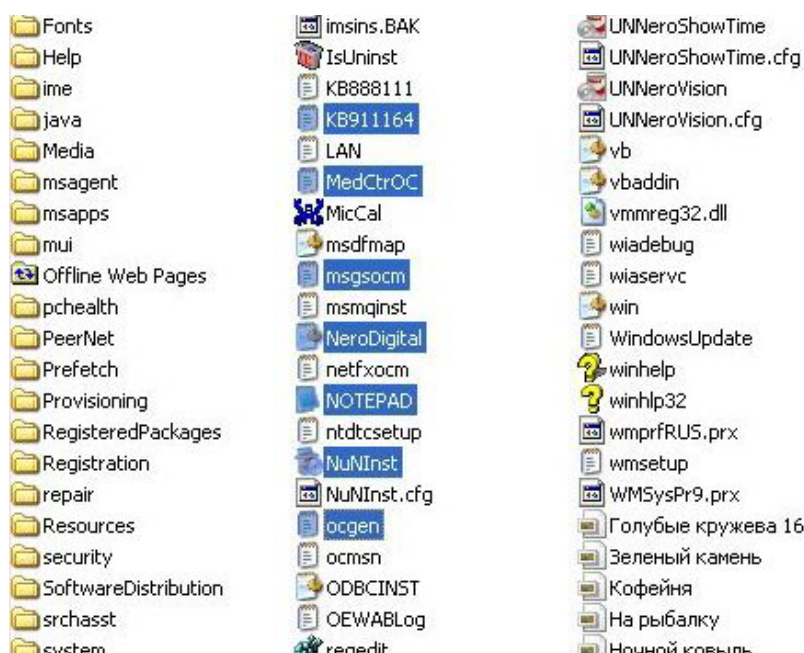 Fonts
Help
ime
java
Media
msagent
msapps
mui
Offline Web Pages
pchealth
PeerNet
Prefetch
Provisioning
RegisteredPackages
Registration
repair
Resources
security
SoftwareDistribution
srchasst
system
imsins.BAK
IsUninst
KB888111
KB911164
LAN
MedCtrOC
MicCal
msdfmap
msgsocm
msmqinst
NeroDigital
netfxocm
NOTEPAD
ntdtcsetup
NuNInst
NuNInst.cfg
ocgen
ocmsn
ODBCINST
OEWABLog
regedit
UNNeroShowTime
UNNeroShowTime.cfg
UNNeroVision
UNNeroVision.cfg
vb
vbaddin
vmmreg32.dll
wiadebug
wiaservc
win
WindowsUpdate
winhelp
winhlp32
wmprfRUS.prx
wmsetup
WMSysPr9.prx
Голубые кружева 16
Зеленый камень
Кофейня
На рыбалку
Ночной ковыль